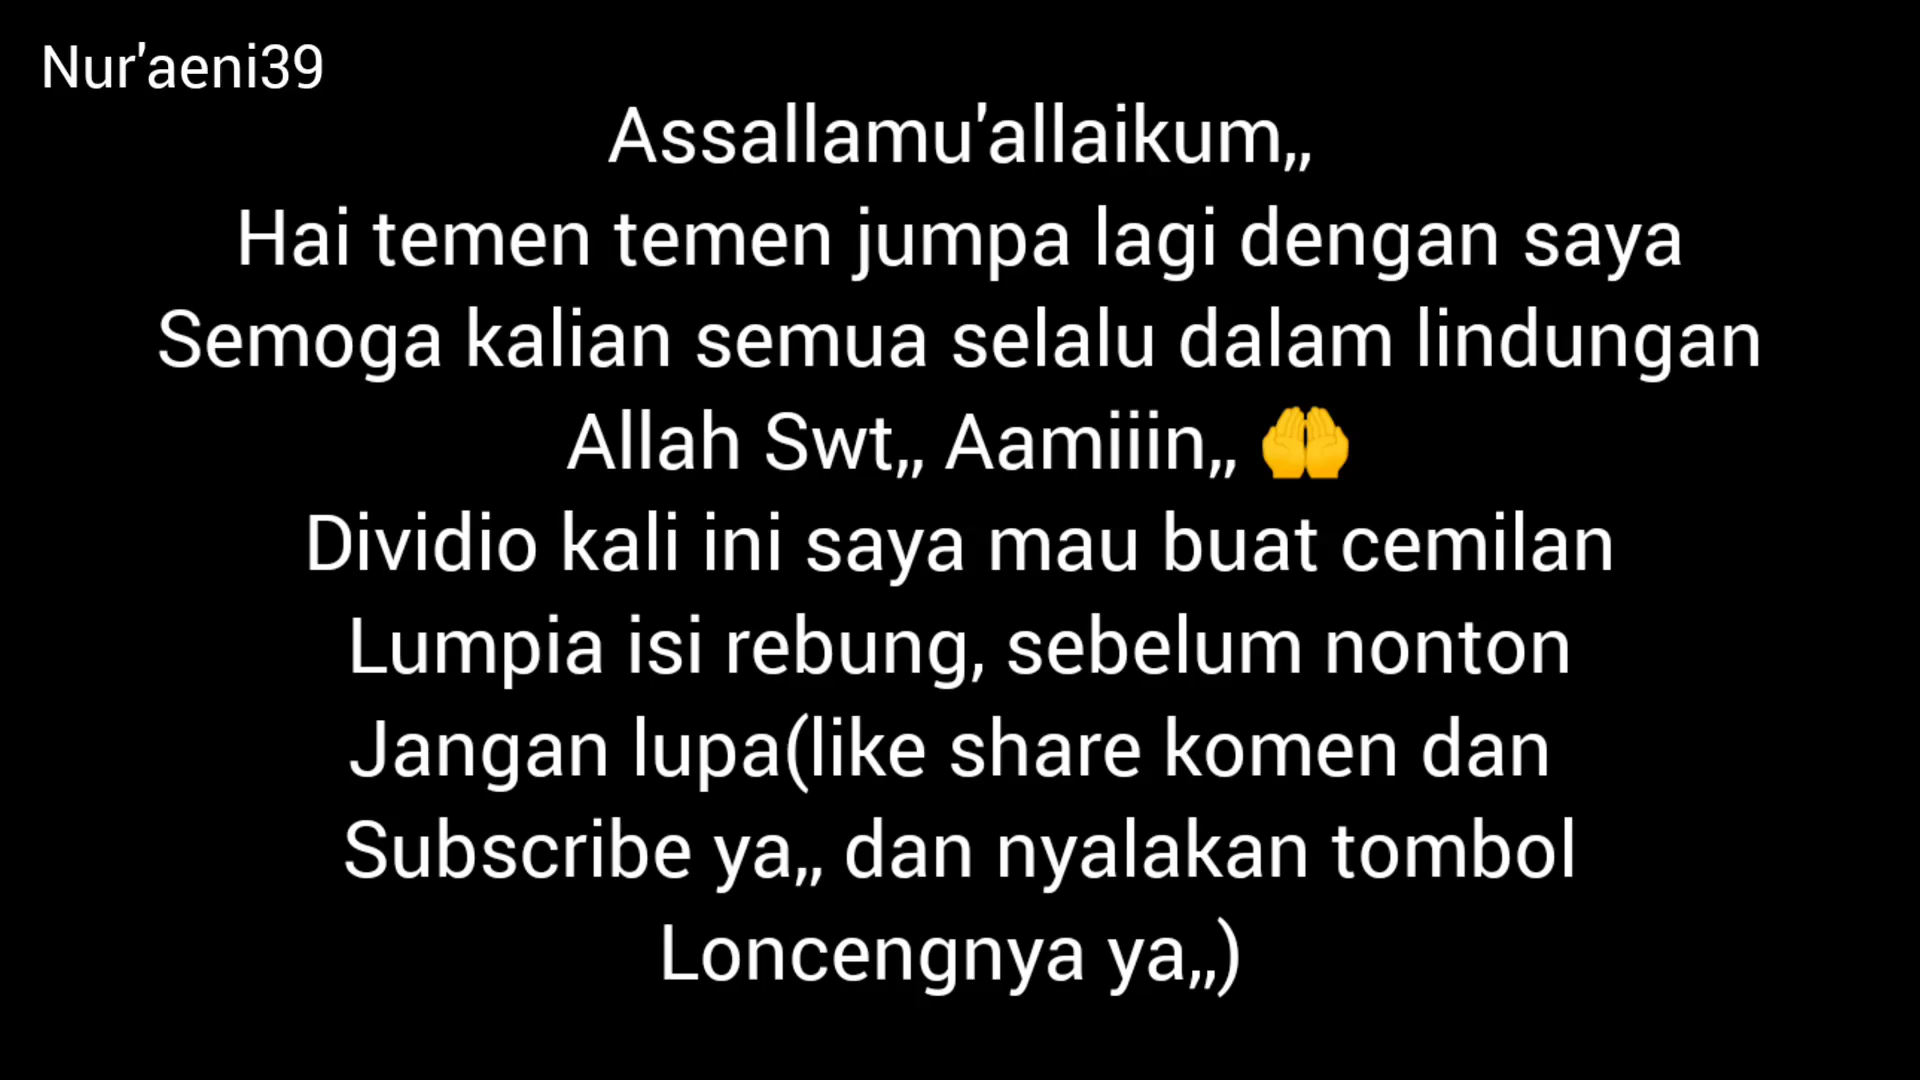 Nur'aeni39
Assallamu'allaikum,,
Hai temen temen jumpa lagi dengan saya
Semoga kalian semua selalu dalam lindungan
Allah Swt,, Aamiiin,, 🤲
Dividio kali ini saya mau buat cemilan
Lumpia isi rebung, sebelum nonton
Jangan lupa(like share komen dan
Subscribe ya,, dan nyalakan tombol
Loncengnya ya,,)